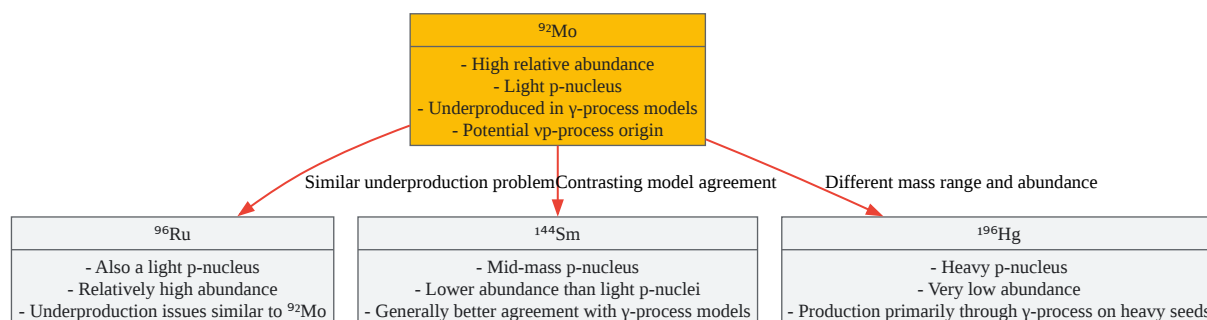 ⁹²Mo
- High relative abundance
- Light p-nucleus
- Underproduced in γ-process models
- Potential νp-process origin
Similar underproduction problem
Contrasting model agreement
Different mass range and abundance
⁹⁶Ru
- Also a light p-nucleus
- Relatively high abundance
- Underproduction issues similar to ⁹²Mo
¹⁴⁴Sm
- Mid-mass p-nucleus
- Lower abundance than light p-nuclei
- Generally better agreement with γ-process models
¹⁹⁶Hg
- Heavy p-nucleus
- Very low abundance
- Production primarily through γ-process on heavy seeds